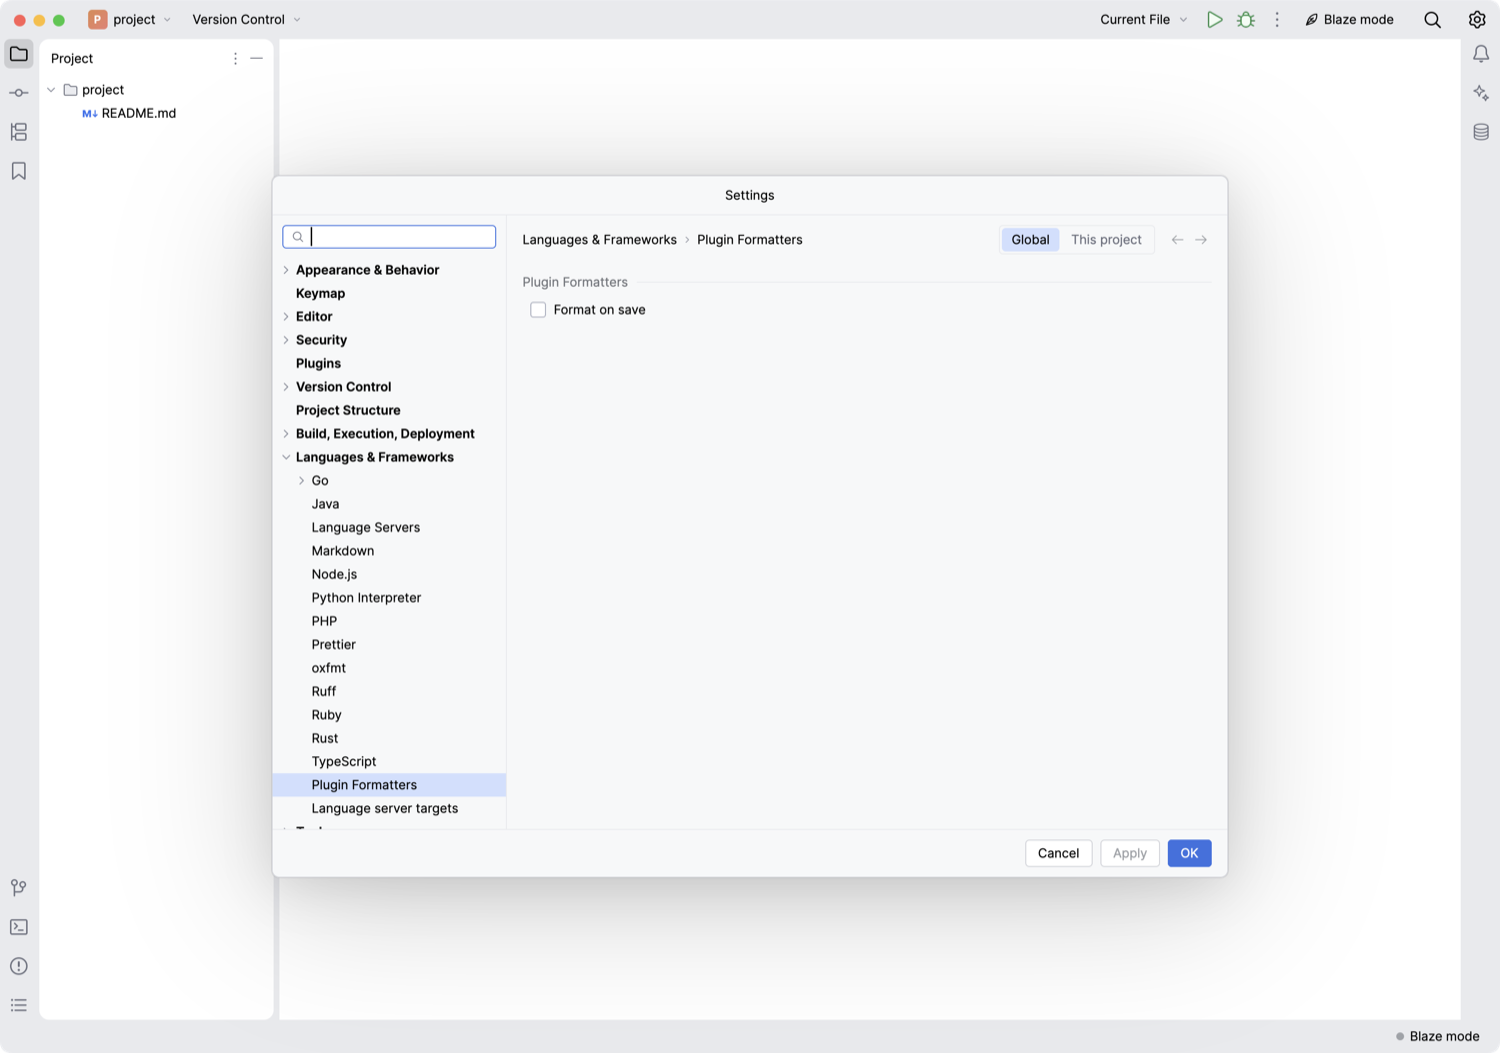 P project Version Control Current File Blaze mode
Project
project
M↓ README.md
Settings
Languages & Frameworks › Plugin Formatters Global This project
Plugin Formatters
Format on save
Appearance & Behavior
Keymap
Editor
Security
Plugins
Version Control
Project Structure
Build, Execution, Deployment
Languages & Frameworks
Go
Java
Language Servers
Markdown
Node.js
Python Interpreter
PHP
Prettier
oxfmt
Ruff
Ruby
Rust
TypeScript
Plugin Formatters
Language server targets
Cancel Apply OK
Blaze mode